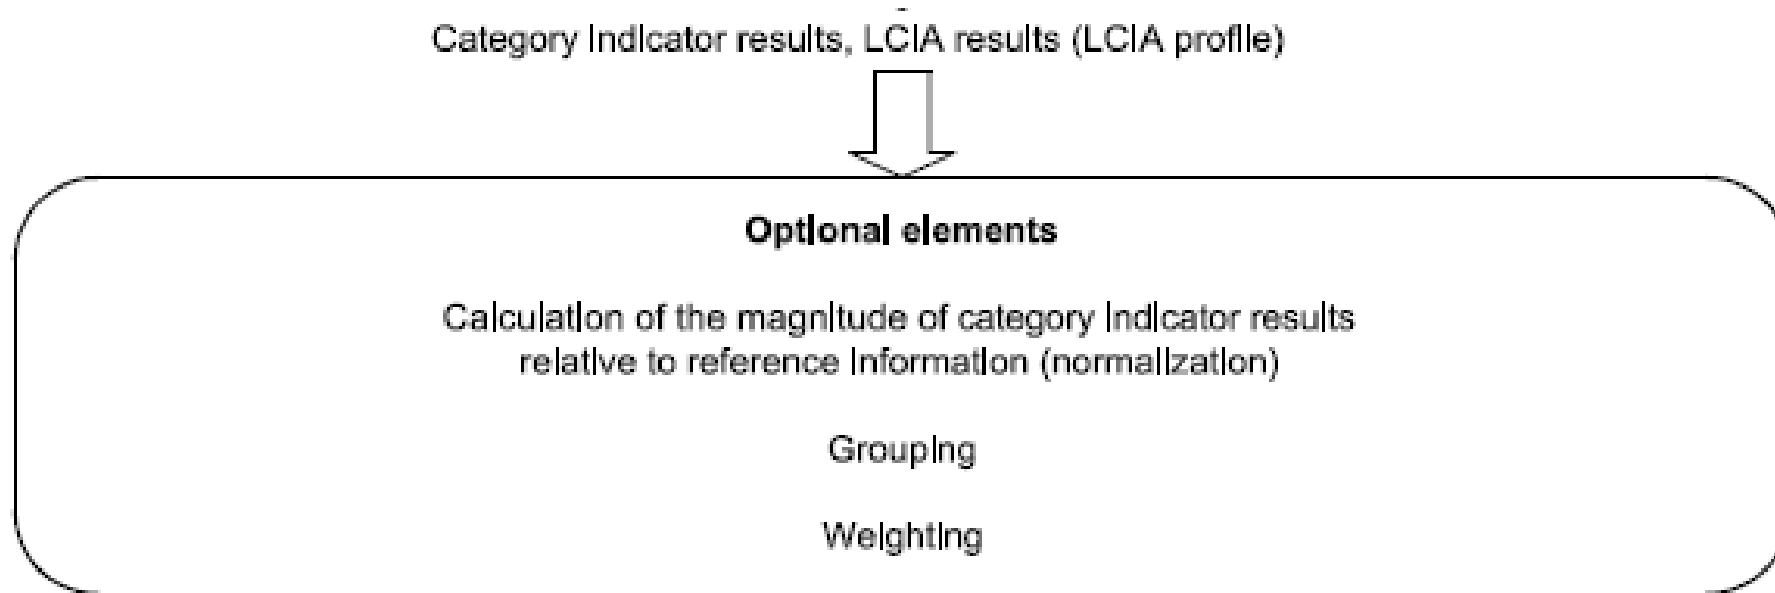 Category indicator results, LCIA results (LCIA profile)
Optional elements
Calculation of the magnitude of category indicator results
relative to reference information (normalization)
Grouping
Weighting